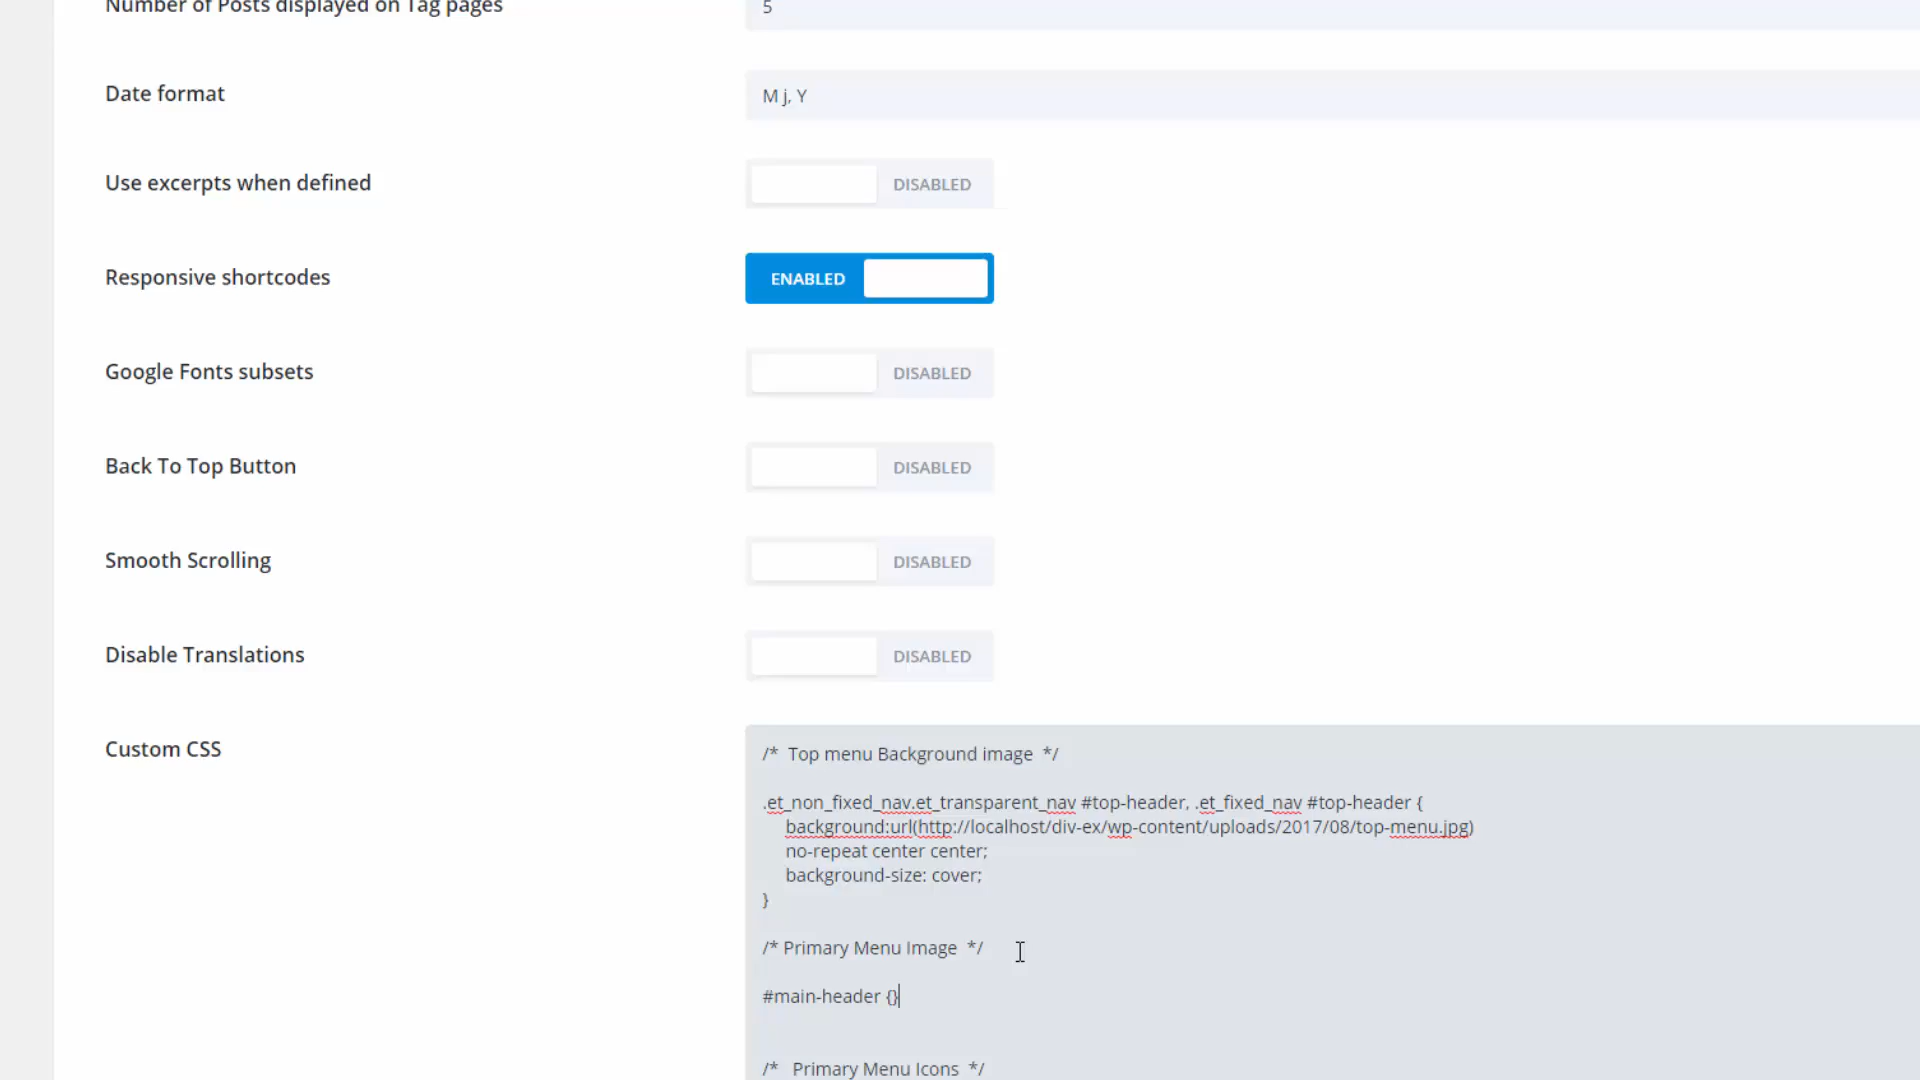 Number of Posts displayed on Tag pages
5
Date format
M j, Y
Use excerpts when defined
DISABLED
Responsive shortcodes
ENABLED
Google Fonts subsets
DISABLED
Back To Top Button
DISABLED
Smooth Scrolling
DISABLED
Disable Translations
DISABLED
Custom CSS
/*  Top menu Background image  */
.et_non_fixed_nav.et_transparent_nav #top-header, .et_fixed_nav #top-header {
background:url(http://localhost/div-ex/wp-content/uploads/2017/08/top-menu.jpg)
no-repeat center center;
background-size: cover;
}
/* Primary Menu Image  */
#main-header {}
/*   Primary Menu Icons  */